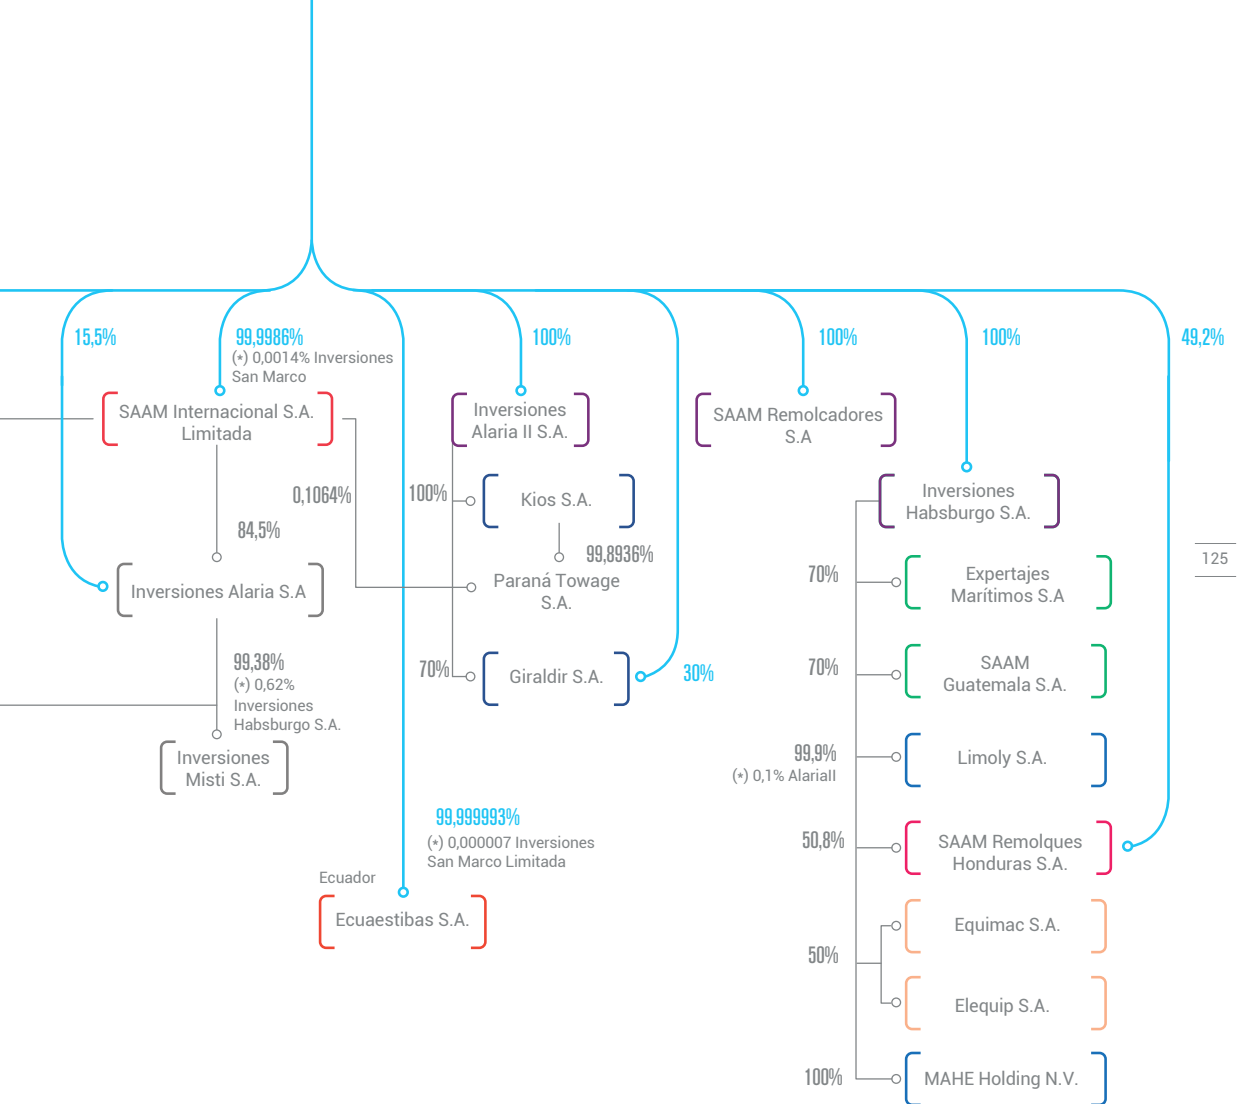 15,5%
99,9986%
(*) 0,0014% Inversiones
San Marco
100%
100%
100%
49,2%
SAAM Internacional S.A.
Limitada
Inversiones
Alaria II S.A.
SAAM Remolcadores
S.A
0,1064%
100%
Kios S.A.
Inversiones
Habsburgo S.A.
84,5%
99,8936%
125
Inversiones Alaria S.A
Paraná Towage
S.A.
70%
Expertajes
Marítimos S.A
99,38%
(*) 0,62%
Inversiones
Habsburgo S.A.
70%
Giraldir S.A.
30%
70%
SAAM
Guatemala S.A.
Inversiones
Misti S.A.
99,9%
(*) 0,1% AlariaII
Limoly S.A.
99,999993%
(*) 0,000007 Inversiones
San Marco Limitada
50,8%
SAAM Remolques
Honduras S.A.
Ecuador
Ecuaestibas S.A.
50%
Equimac S.A.
Elequip S.A.
100%
MAHE Holding N.V.